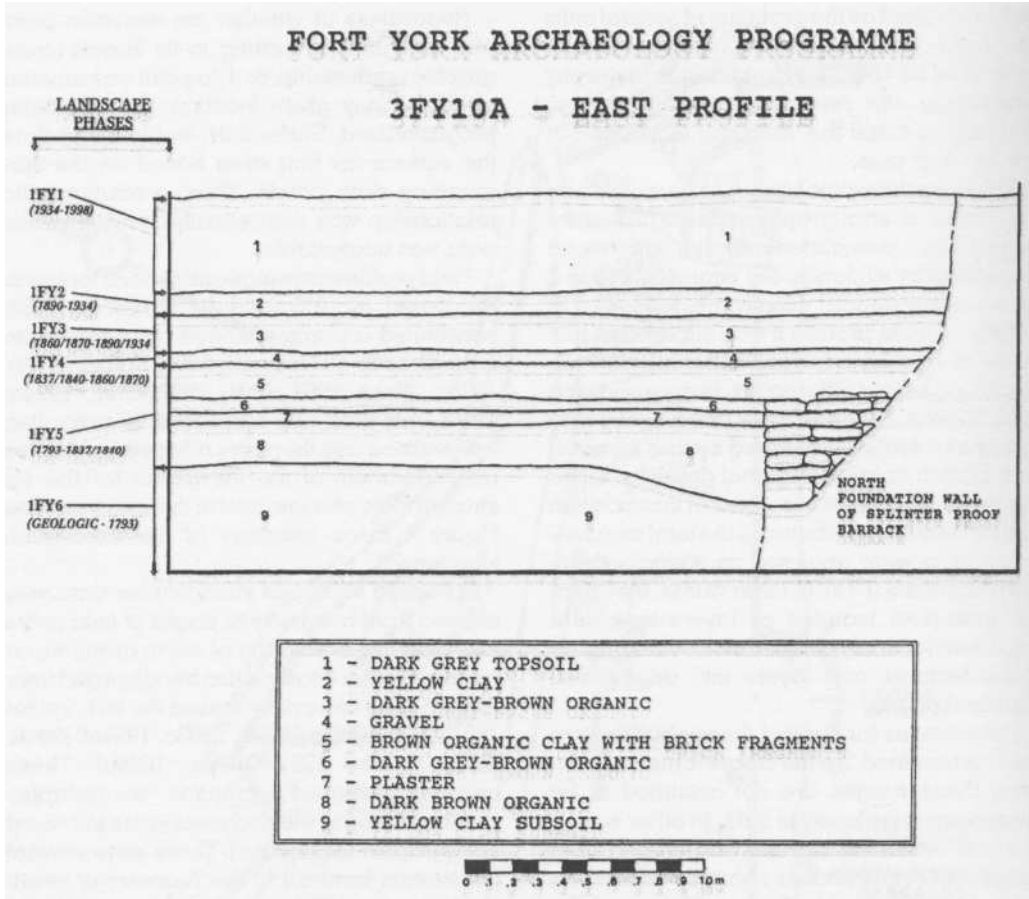 FORT YORK ARCHAEOLOGY PROGRAMME
3FY10A - EAST PROFILE
LANDSCAPE
PHASES
1FY1
(1934-1998)
1FY2
(1890-1934)
1FY3
(1860/1870-1890/1934
1FY4
(1837/1840-1860/1870)
1FY5
(1793-1837/1840)
1FY6
(GEOLOGIC - 1793)
1 1
2 2
3 3
4 4
5 5
6 6
7 7
8 8
9 9
NORTH
FOUNDATION WALL
OF SPLINTER PROOF
BARRACK
1 - DARK GREY TOPSOIL
2 - YELLOW CLAY
3 - DARK GREY-BROWN ORGANIC
4 - GRAVEL
5 - BROWN ORGANIC CLAY WITH BRICK FRAGMENTS
6 - DARK GREY-BROWN ORGANIC
7 - PLASTER
8 - DARK BROWN ORGANIC
9 - YELLOW CLAY SUBSOIL
0 .1 .2 .3 .4 .5 .6 .7 .8 .9 1.0m